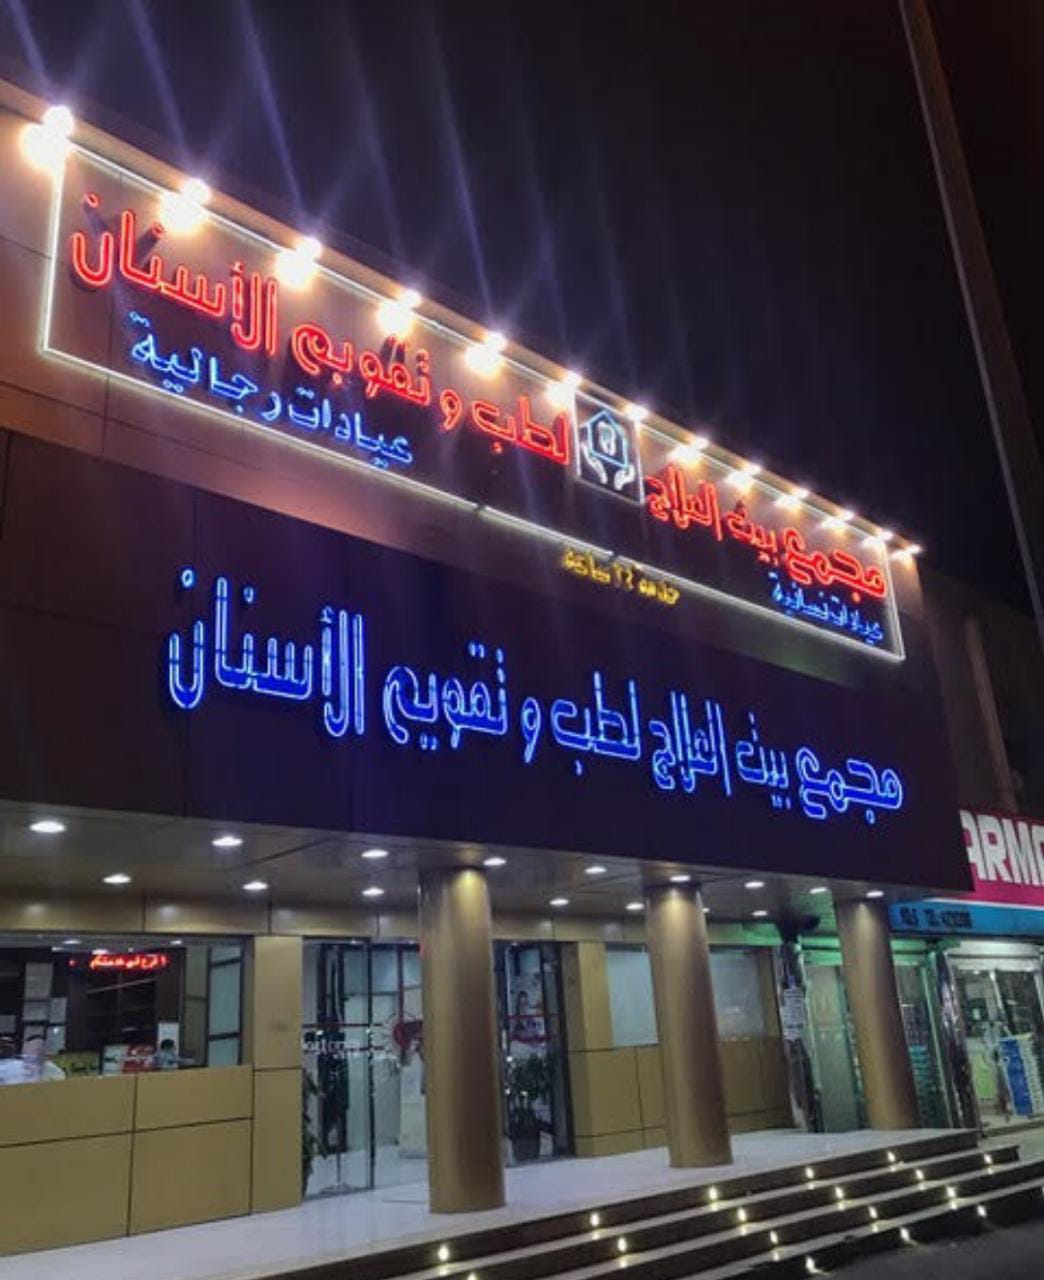 مجمع بيت العلاج لطب و تقويم الأسنان
عيادات نسائية
عيادات رجالية
خدمة ٢٤ ساعة
مجمع بيت العلاج لطب و تقويم الأسنان
ARMA